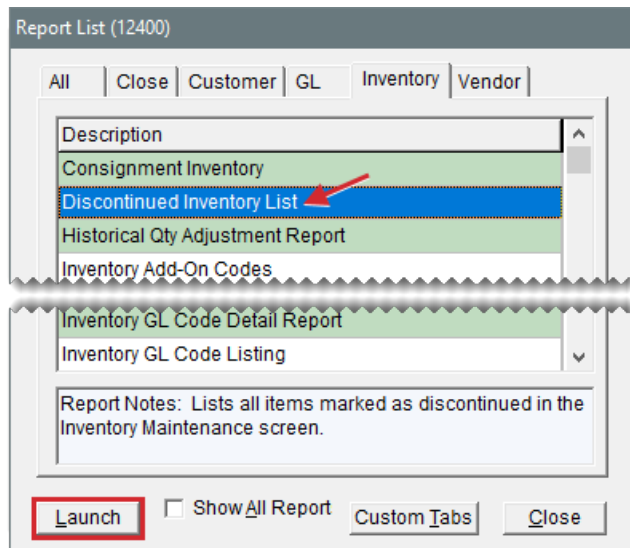 Report List (12400)
All Close Customer GL Inventory Vendor
Description
Consignment Inventory
Discontinued Inventory List
Historical Qty Adjustment Report
Inventory Add-On Codes
Inventory GL Code Detail Report
Inventory GL Code Listing
Report Notes: Lists all items marked as discontinued in the
Inventory Maintenance screen.
Launch Show All Report Custom Tabs Close